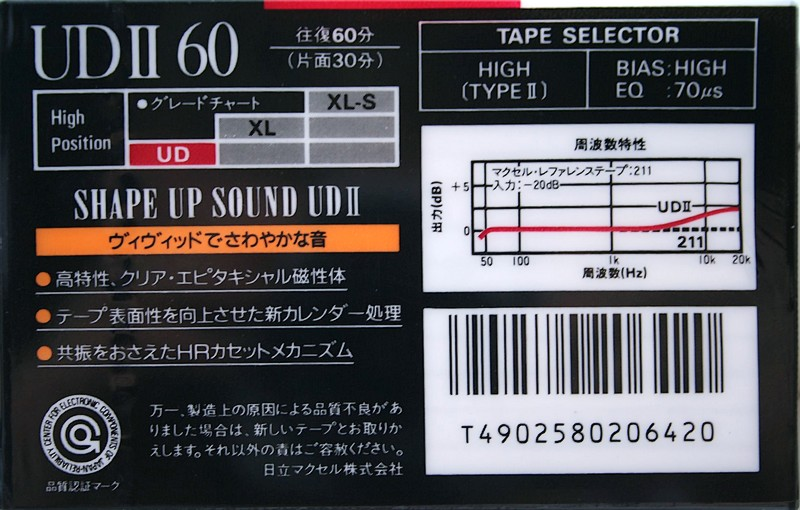 UDⅡ 60
往復60分
(片面30分)
High Position
●グレードチャート
XL-S
XL
UD
SHAPE UP SOUND UDⅡ
ヴィヴィッドでさわやかな音
●高特性、クリア・エピタキシャル磁性体
●テープ表面性を向上させた新カレンダー処理
●共振をおさえたHRカセットメカニズム
RELIABILITY CENTER FOR ELECTRONIC COMPONENTS OF JAPAN
品質認証マーク
万一、製造上の原因による品質不良があ
りました場合は、新しいテープとお取りか
えします。それ以外の責はご容赦ください。
日立マクセル株式会社
TAPE SELECTOR
HIGH
(TYPEⅡ)
BIAS:HIGH
EQ :70μs
周波数特性
マクセル・レファレンステープ:211
入力:-20dB
出力(dB)
+5
0
UDⅡ
211
50 100 1k 10k 20k
周波数(Hz)
T4902580206420